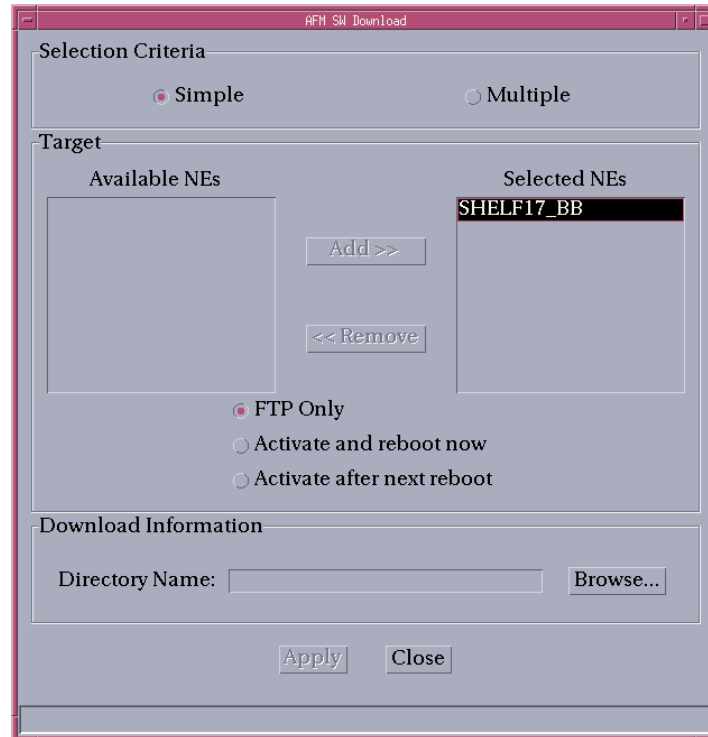 AFM SW Download
Selection Criteria
Simple
Multiple
Target
Available NEs
Selected NEs
SHELF17_BB
Add >>
<< Remove
FTP Only
Activate and reboot now
Activate after next reboot
Download Information
Directory Name:
Browse...
Apply
Close